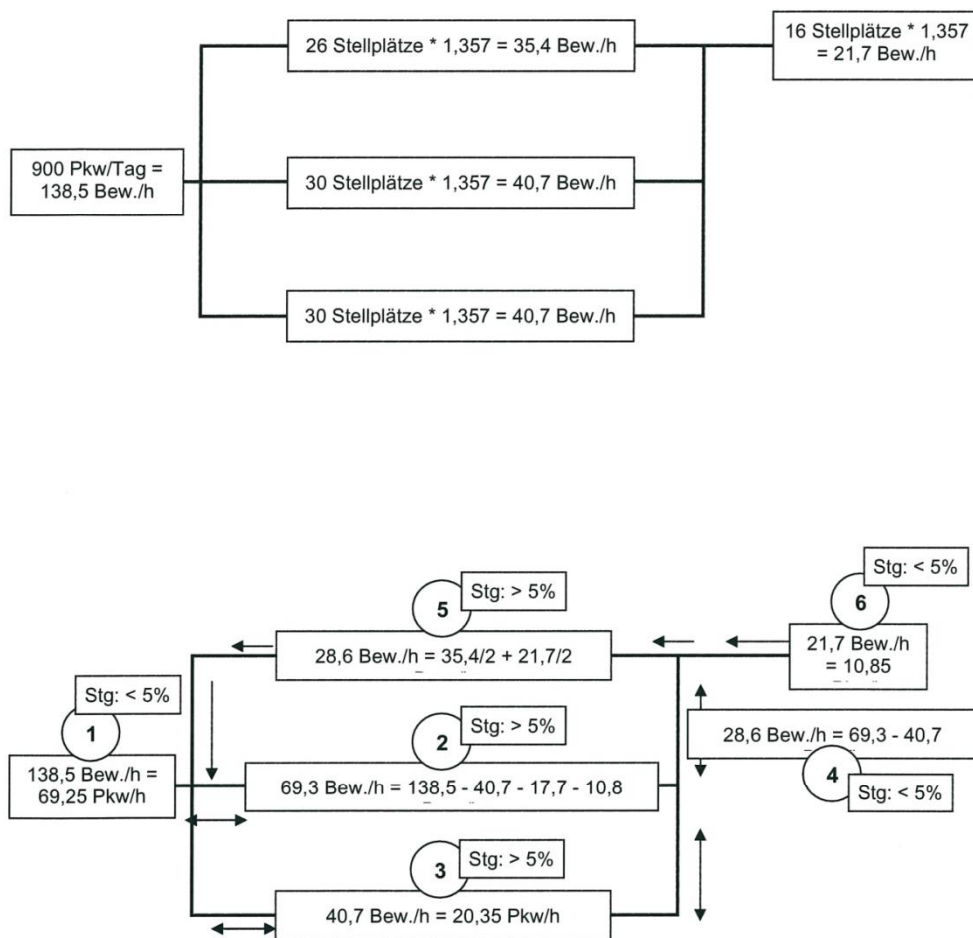 26 Stellplätze * 1,357 = 35,4 Bew./h
16 Stellplätze * 1,357
= 21,7 Bew./h
900 Pkw/Tag =
138,5 Bew./h
30 Stellplätze * 1,357 = 40,7 Bew./h
30 Stellplätze * 1,357 = 40,7 Bew./h
5
Stg: > 5%
6
Stg: < 5%
28,6 Bew./h = 35,4/2 + 21,7/2
21,7 Bew./h
= 10,85
1
Stg: < 5%
2
Stg: > 5%
28,6 Bew./h = 69,3 - 40,7
4
Stg: < 5%
138,5 Bew./h =
69,25 Pkw/h
69,3 Bew./h = 138,5 - 40,7 - 17,7 - 10,8
3
Stg: > 5%
40,7 Bew./h = 20,35 Pkw/h